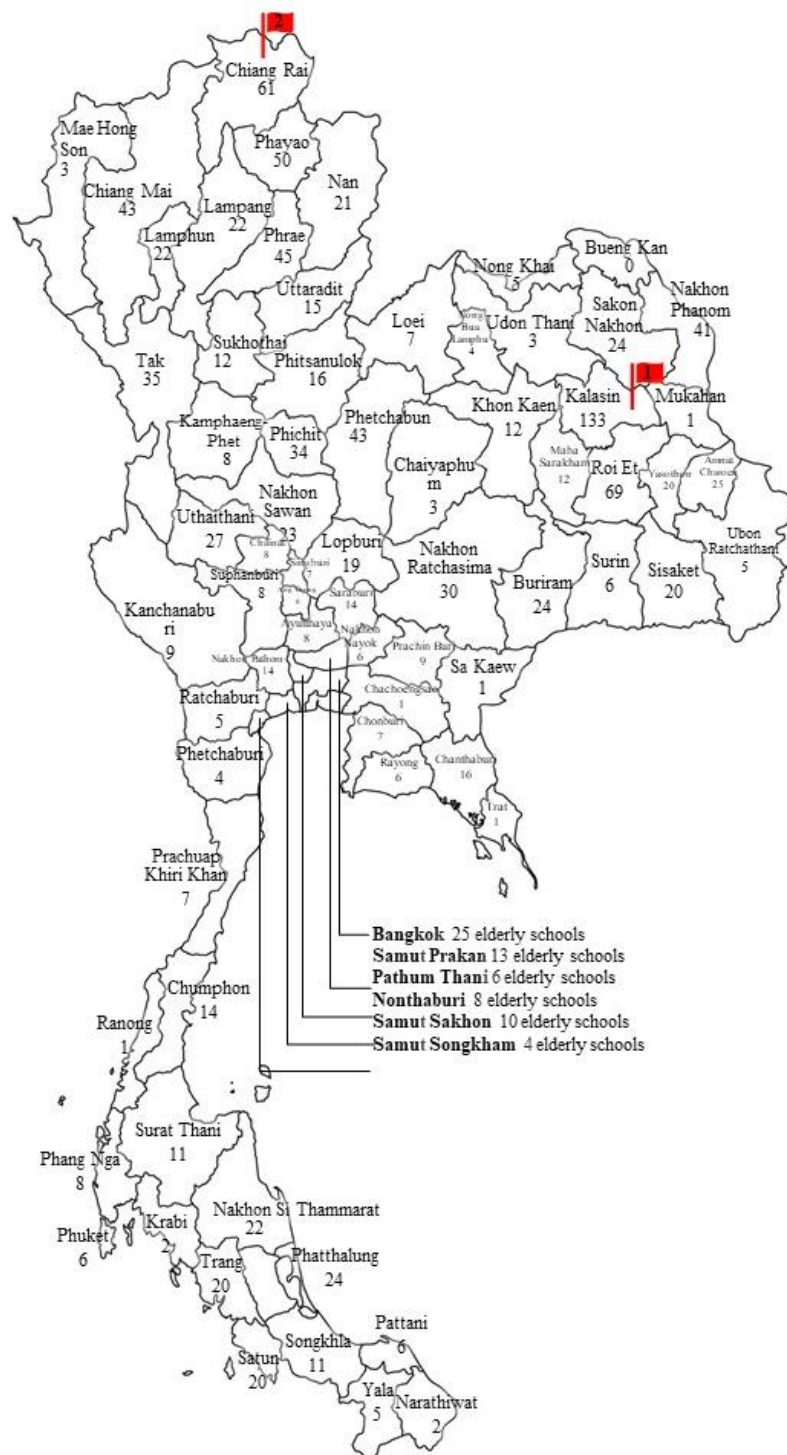 2
Chiang Rai
61
Mae Hong
Son
3
Phayao
50
Nan
21
Chiang Mai
43
Lampang
22
Lamphun
22
Phrae
45
Uttaradit
15
Bueng Kan
0
Nong Khai
5
Nakhon
Phanom
41
Loei
7
Nong
Bua
Lamphu
4
Udon Thani
3
Sakon
Nakhon
24
Tak
35
Sukhothai
12
Phitsanulok
16
1
Kalasin
133
Mukahan
1
Khon Kaen
12
Phetchabun
43
Kamphaeng-
Phet
8
Phichit
34
Chaiyaphu
m
3
Maha
Sarakham
12
Roi Et
69
Yasothon
20
Amnat
Charoen
25
Nakhon
Sawan
23
Uthaithani
27
8
7
Lopburi
19
Nakhon
Ratchasima
30
Buriram
24
Surin
6
Sisaket
20
Ubon
Ratchathani
5
Suphanburi
8
Saraburi
14
Kanchanabu
ri
9
Ayutthaya
8
Nakhon
Nayok
6
Prachin Buri
9
Sa Kaew
1
Nakhon Pathom
14
Ratchaburi
5
Chachoengsao
1
Chonburi
7
Phetchaburi
4
Rayong
6
Chanthaburi
16
Trat
1
Prachuap
Khiri Khan
7
Bangkok 25 elderly schools
Samut Prakan 13 elderly schools
Pathum Thani 6 elderly schools
Nonthaburi 8 elderly schools
Samut Sakhon 10 elderly schools
Samut Songkham 4 elderly schools
Chumphon
14
Ranong
1
Surat Thani
11
Phang Nga
8
Nakhon Si Thammarat
22
Krabi
2
Phuket
6
Trang
20
Phatthalung
24
Pattani
6
Songkhla
11
Satun
20
Yala
5
Narathiwat
2